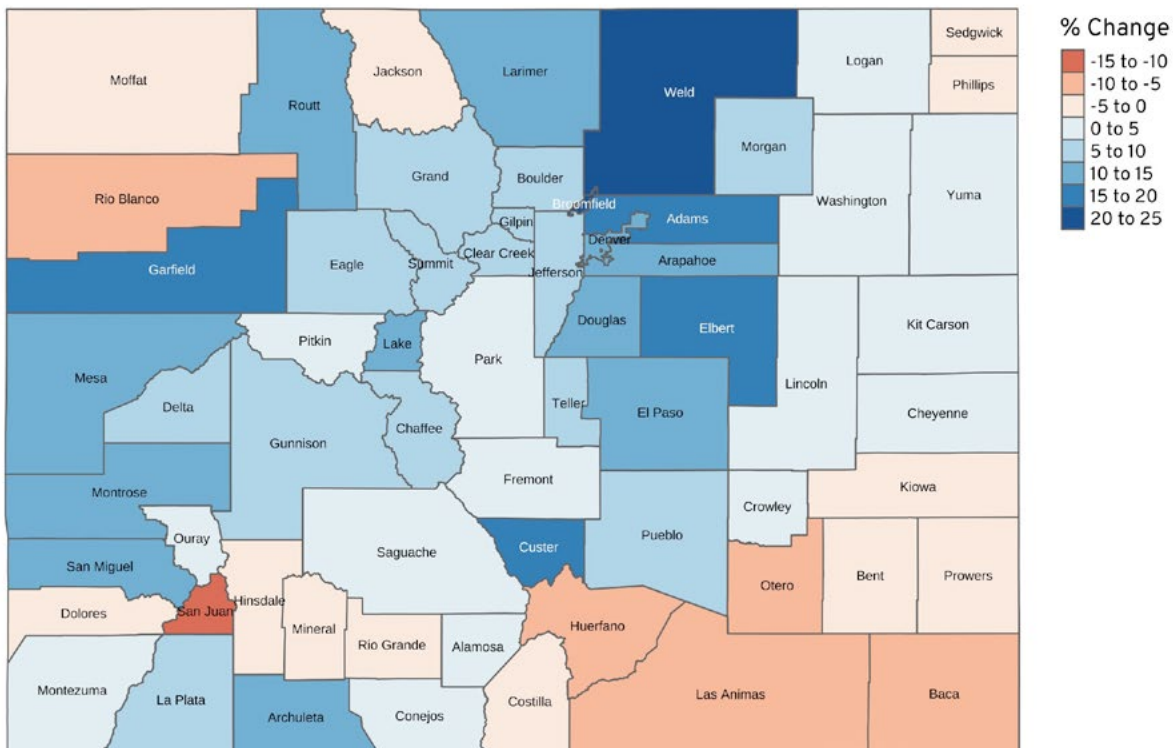 % Change
-15 to -10
-10 to -5
-5 to 0
0 to 5
5 to 10
10 to 15
15 to 20
20 to 25
Moffat
Jackson
Routt
Larimer
Weld
Logan
Sedgwick
Phillips
Morgan
Rio Blanco
Grand
Boulder
Washington
Yuma
Broomfield
Gilpin
Adams
Denver
Clear Creek
Garfield
Eagle
Summit
Jefferson
Arapahoe
Douglas
Elbert
Kit Carson
Pitkin
Lake
Park
Mesa
Lincoln
Delta
Teller
El Paso
Cheyenne
Chaffee
Gunnison
Fremont
Kiowa
Montrose
Crowley
Ouray
Saguache
Custer
Pueblo
San Miguel
Otero
Bent
Prowers
Dolores
San Juan
Hinsdale
Mineral
Huerfano
Rio Grande
Alamosa
Montezuma
La Plata
Archuleta
Conejos
Costilla
Las Animas
Baca